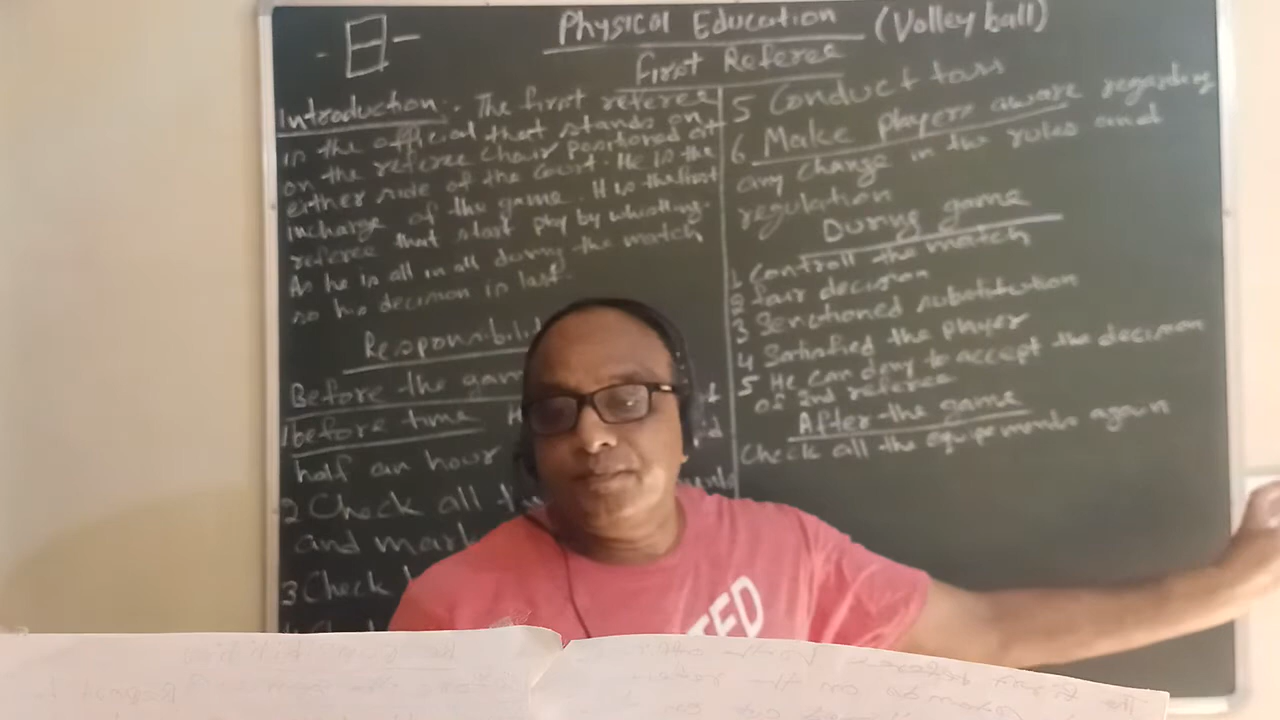 Physical Education (Volley ball)
First Referee
Introduction:- The first referee
is the official that stands on
on the referee chair positioned at
either side of the court. He is the
incharge of the game. H is the first
referee that start play by whistling.
As he is all in all during the match
so his decision is last
Responsibilit
Before the gam
1 before time H
half an hour
2 Check all th
and mark
3 Check
5 Conduct toss
6 Make players aware regarding
any change in the rules and
regulation
During game
1 Controll the match
2 fair decision
3 Senctioned substitution
4 Satisfied the player
5 He can deny to accept the decision
of 2nd referee
After the game
Check all the equipements again
TED